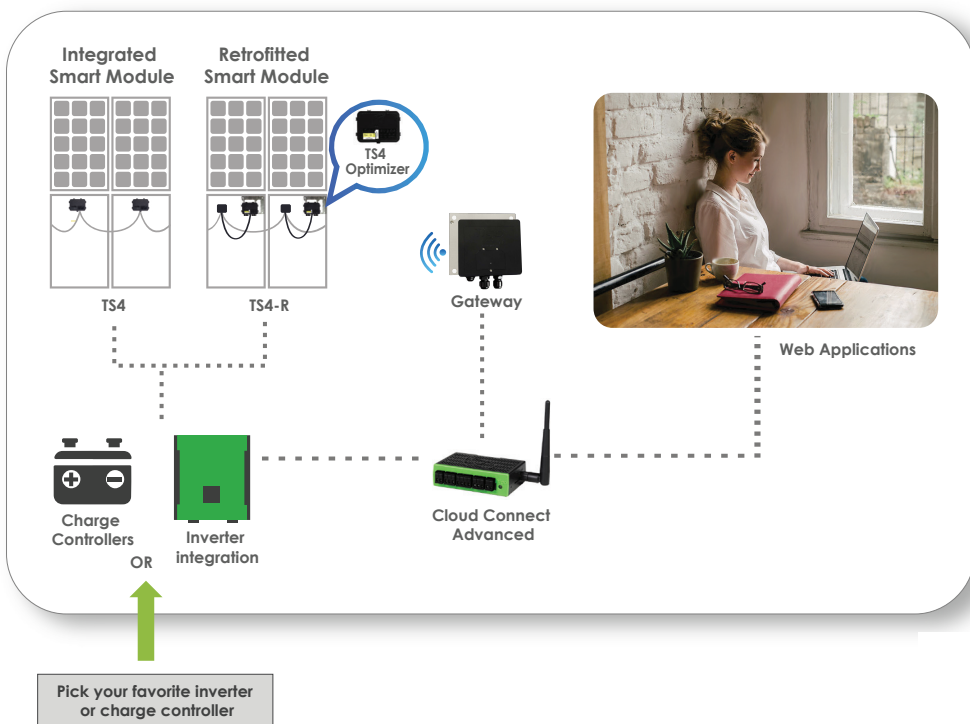 Integrated
Smart Module
Retrofitted
Smart Module
TS4
Optimizer
TS4
TS4-R
Gateway
Web Applications
Charge
Controllers
OR
Inverter
integration
Cloud Connect
Advanced
Pick your favorite inverter
or charge controller